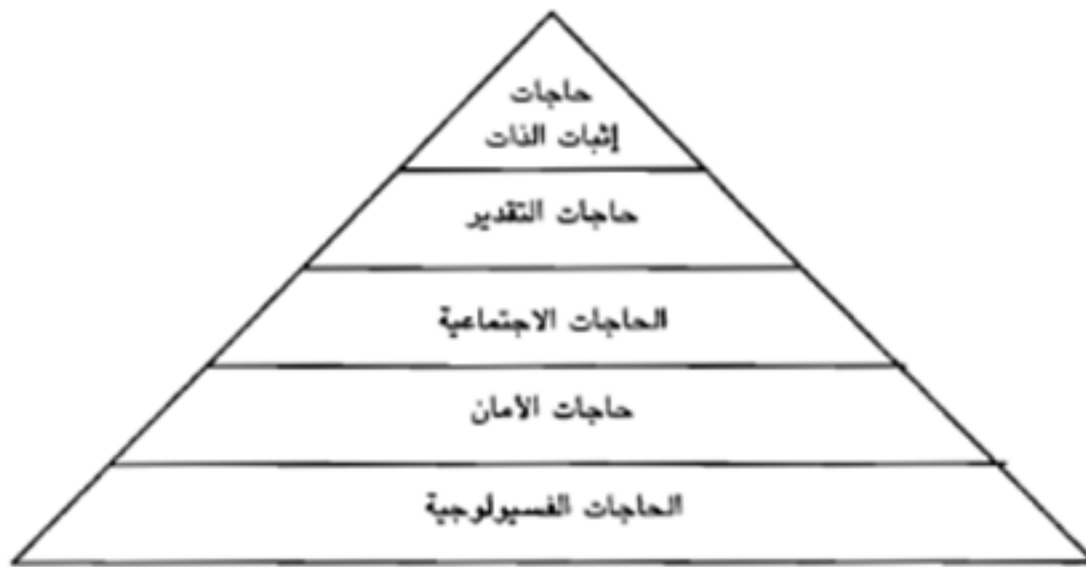 حاجات
إثبات الذات
حاجات التقدير
الحاجات الاجتماعية
حاجات الأمان
الحاجات الفسيولوجية